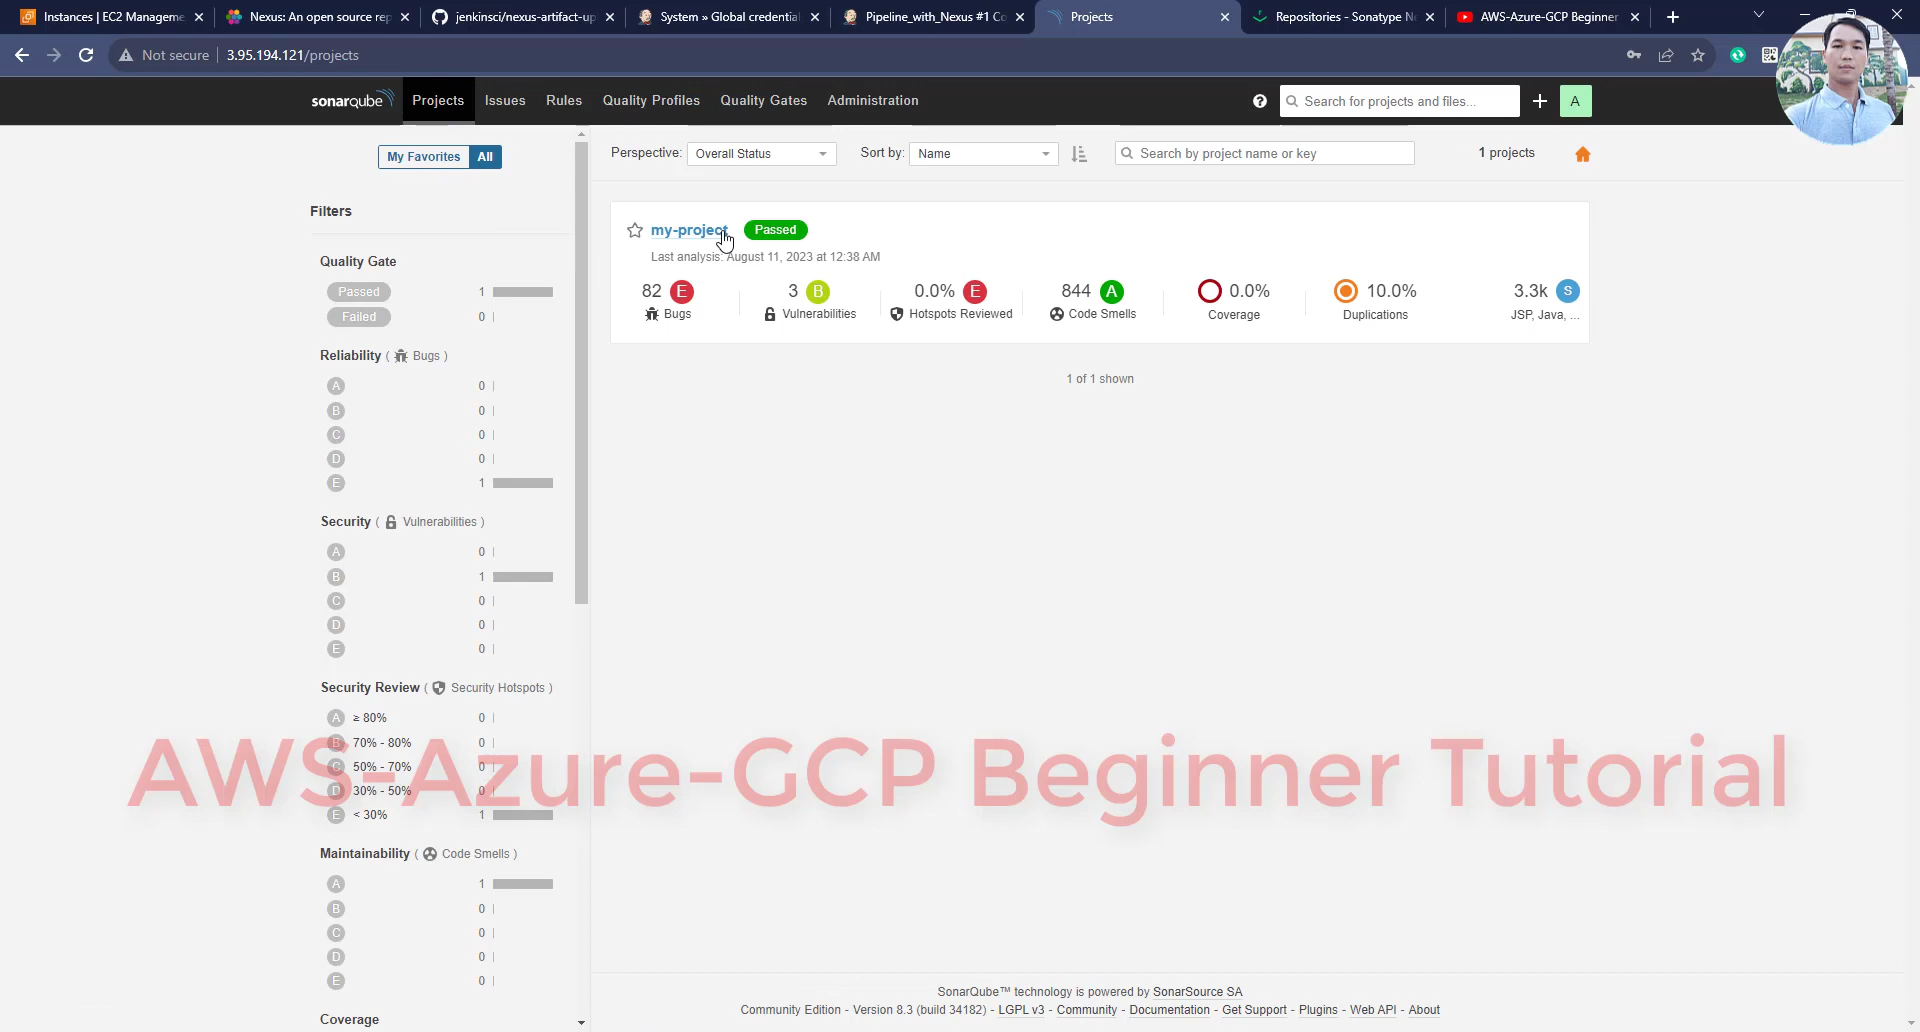 Instances | EC2 Manageme
Nexus: An open source rep
jenkinsci/nexus-artifact-up
System » Global credential
Pipeline_with_Nexus #1 Co
Projects
Repositories - Sonatype Ne
AWS-Azure-GCP Beginner
Not secure
3.95.194.121/projects
sonarqube
Projects
Issues
Rules
Quality Profiles
Quality Gates
Administration
Search for projects and files...
A
My Favorites
All
Perspective:
Overall Status
Sort by:
Name
Search by project name or key
1 projects
Filters
my-project
Passed
Last analysis: August 11, 2023 at 12:38 AM
82 E
Bugs
3 B
Vulnerabilities
0.0% E
Hotspots Reviewed
844 A
Code Smells
0.0%
Coverage
10.0%
Duplications
3.3k S
JSP, Java, ...
1 of 1 shown
Quality Gate
Passed 1
Failed 0
Reliability ( Bugs )
A 0
B 0
C 0
D 0
E 1
Security ( Vulnerabilities )
A 0
B 1
C 0
D 0
E 0
Security Review ( Security Hotspots )
A ≥ 80% 0
B 70% - 80% 0
C 50% - 70% 0
D 30% - 50% 0
E < 30% 1
AWS-Azure-GCP Beginner Tutorial
Maintainability ( Code Smells )
A 1
B 0
C 0
D 0
E 0
Coverage
SonarQube™ technology is powered by SonarSource SA
Community Edition - Version 8.3 (build 34182) - LGPL v3 - Community - Documentation - Get Support - Plugins - Web API - About